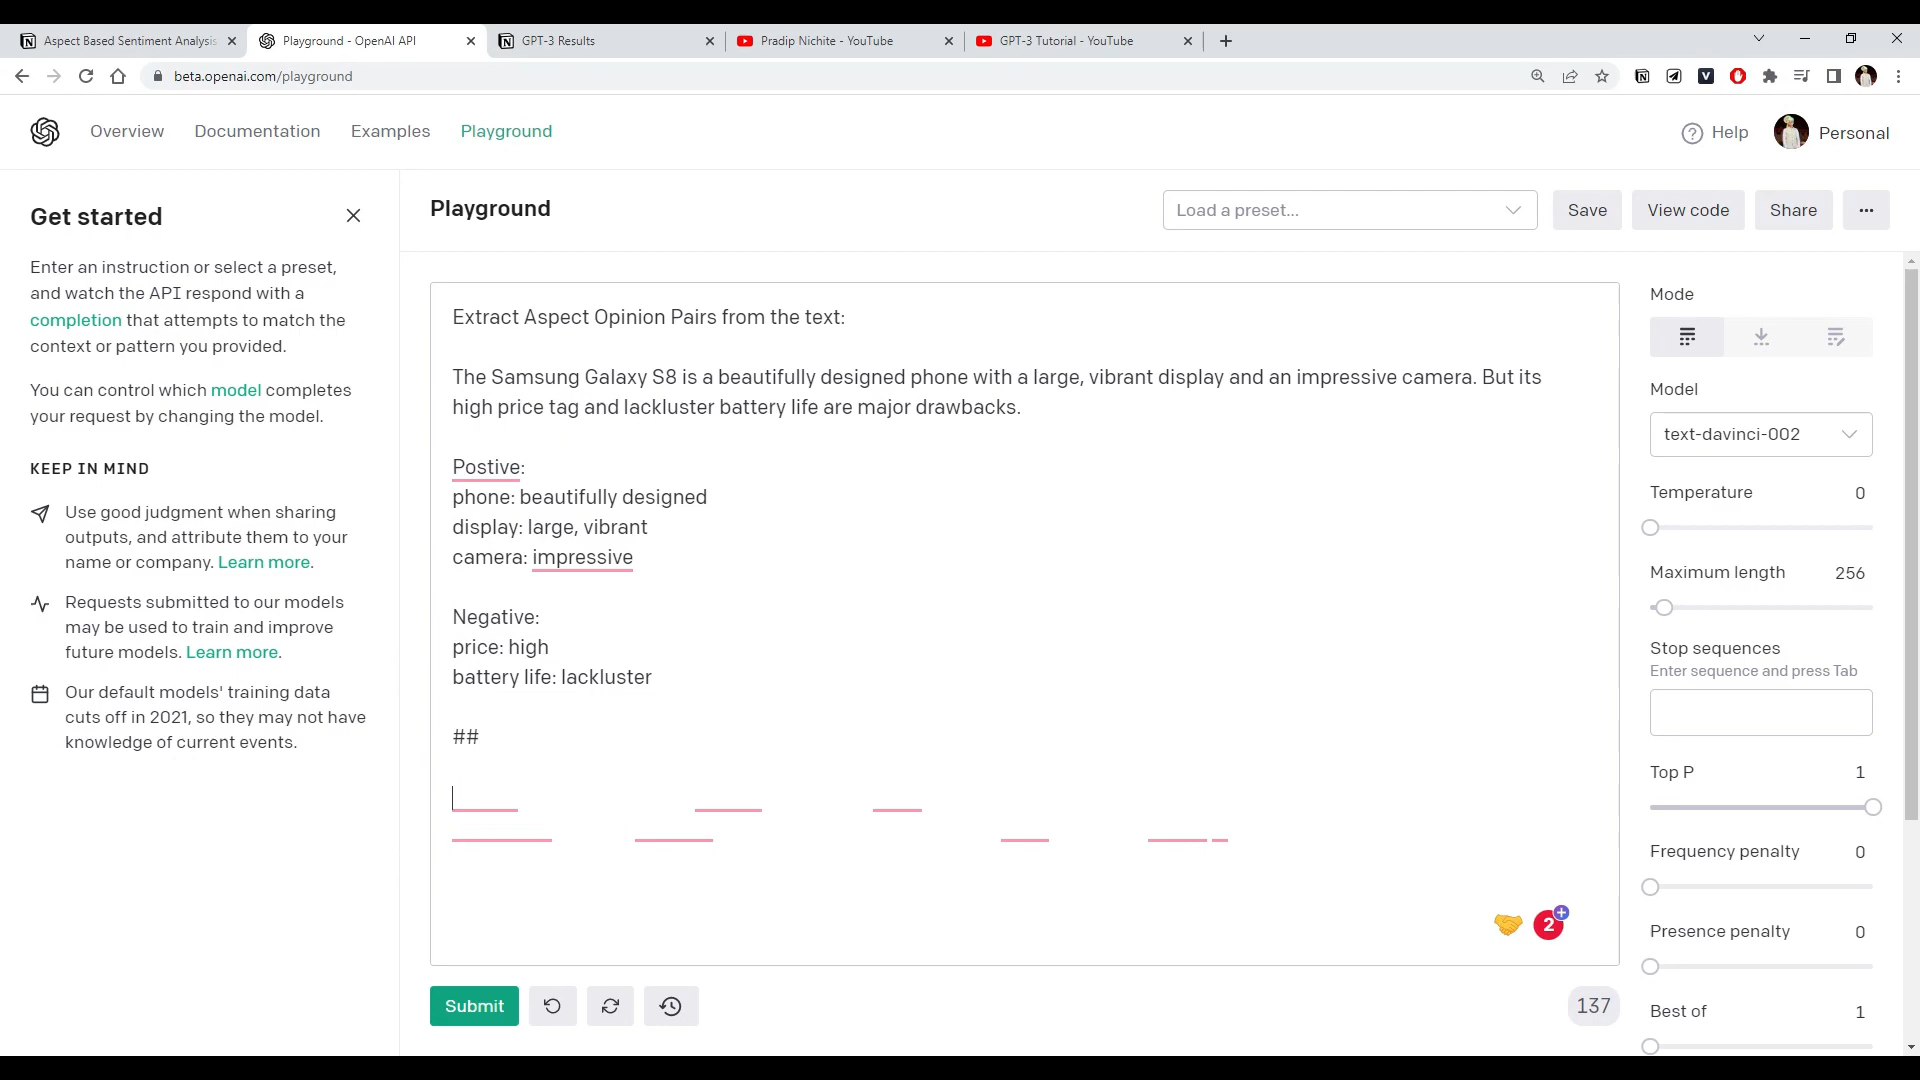 Aspect Based Sentiment Analysis
Playground - OpenAI API
GPT-3 Results
Pradip Nichite - YouTube
GPT-3 Tutorial - YouTube
beta.openai.com/playground
Overview
Documentation
Examples
Playground
Help
Personal
Get started
Enter an instruction or select a preset,
and watch the API respond with a
completion that attempts to match the
context or pattern you provided.
You can control which model completes
your request by changing the model.
KEEP IN MIND
Use good judgment when sharing
outputs, and attribute them to your
name or company. Learn more.
Requests submitted to our models
may be used to train and improve
future models. Learn more.
Our default models' training data
cuts off in 2021, so they may not have
knowledge of current events.
Playground
Load a preset...
Save
View code
Share
...
Extract Aspect Opinion Pairs from the text:
The Samsung Galaxy S8 is a beautifully designed phone with a large, vibrant display and an impressive camera. But its
high price tag and lackluster battery life are major drawbacks.
Postive:
phone: beautifully designed
display: large, vibrant
camera: impressive
Negative:
price: high
battery life: lackluster
##
2
Submit
137
Mode
Model
text-davinci-002
Temperature 0
Maximum length 256
Stop sequences
Enter sequence and press Tab
Top P 1
Frequency penalty 0
Presence penalty 0
Best of 1